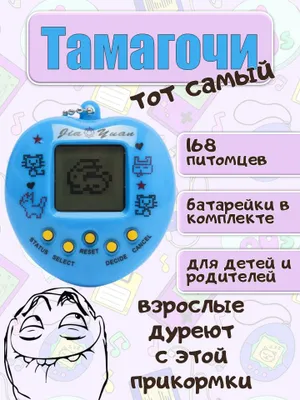 Тамагочи
тот самый
Jia Yuan
168
питомцев
батарейки в
комплекте
для детей и
родителей
STATUS SELECT RESET DECIDE CANCEL
взрослые
дуреют
с этой
прикормки